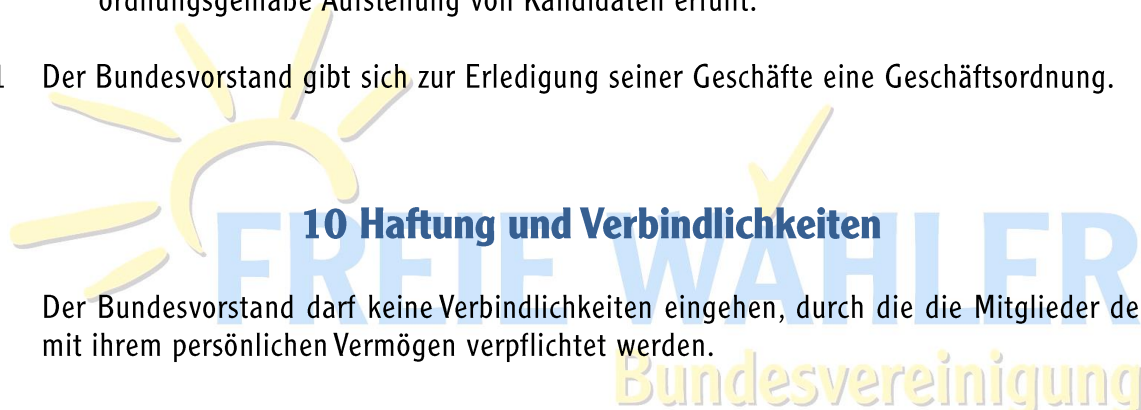 ordnungsgemäße Aufstellung von Kandidaten erfüllt.
Der Bundesvorstand gibt sich zur Erledigung seiner Geschäfte eine Geschäftsordnung.
10 Haftung und Verbindlichkeiten
FREIE WÄHLER
Der Bundesvorstand darf keine Verbindlichkeiten eingehen, durch die die Mitglieder de
mit ihrem persönlichen Vermögen verpflichtet werden.
Bundesvereinigung